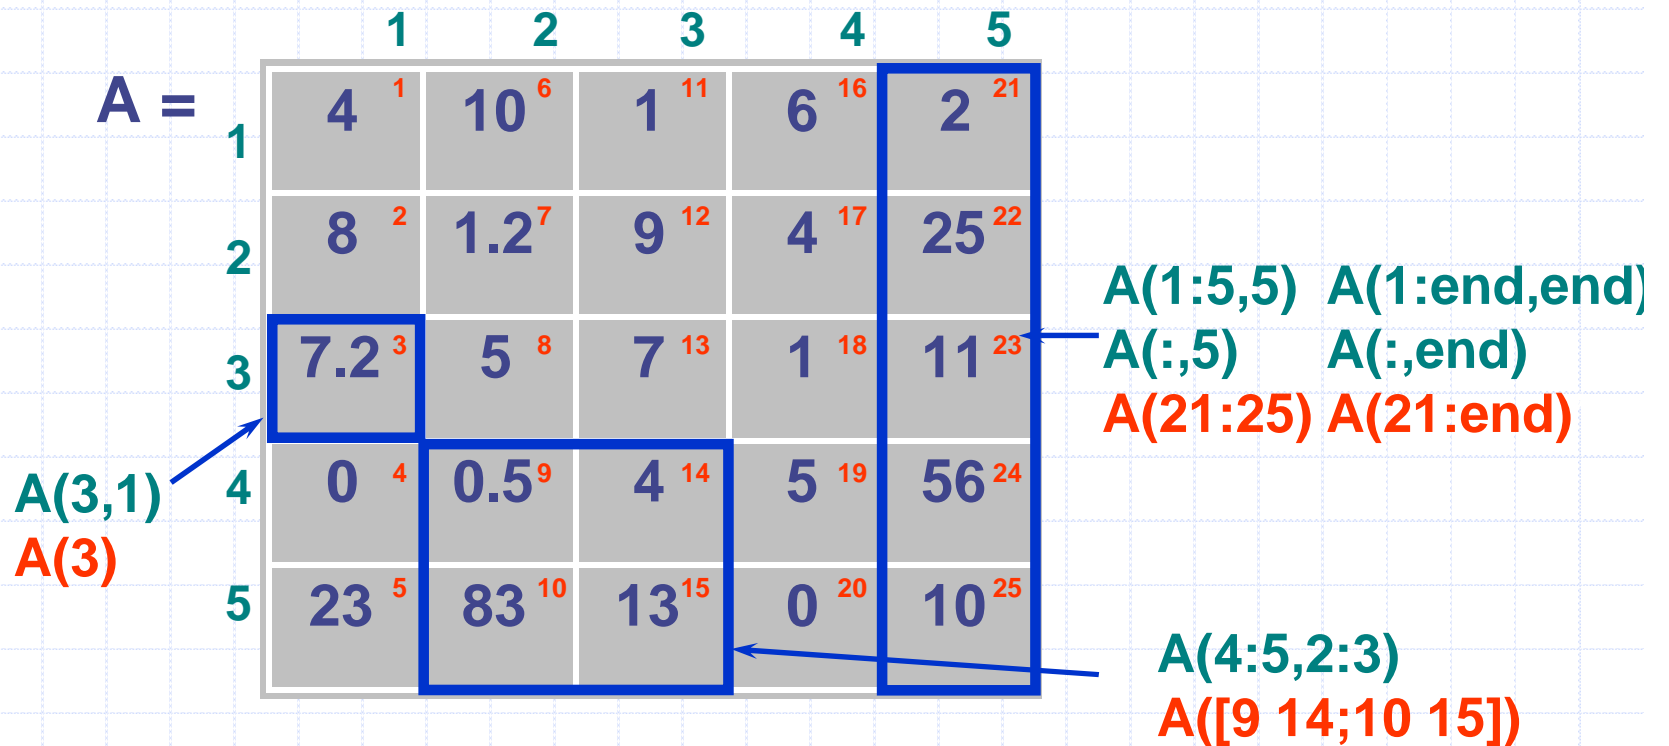 1 2 3 4 5
A =
1 4 1 10 6 1 11 6 16 2 21
2 8 2 1.2 7 9 12 4 17 25 22
3 7.2 3 5 8 7 13 1 18 11 23
4 0 4 0.5 9 4 14 5 19 56 24
5 23 5 83 10 13 15 0 20 10 25
A(3,1)
A(3)
A(1:5,5) A(1:end,end)
A(:,5) A(:,end)
A(21:25) A(21:end)
A(4:5,2:3)
A([9 14;10 15])